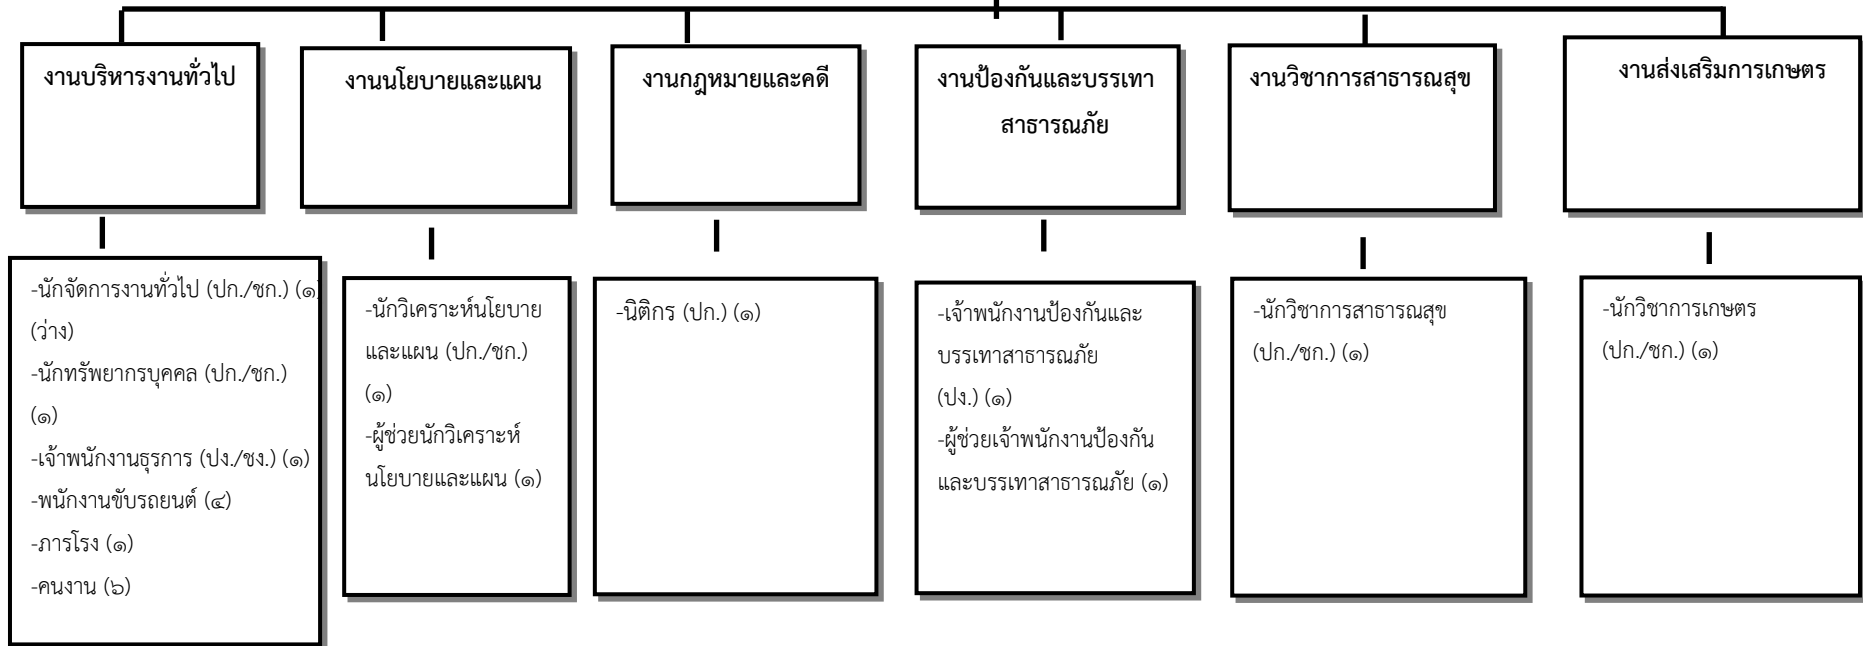 งานบริหารงานทั่วไป
งานนโยบายและแผน
งานกฎหมายและคดี
งานป้องกันและบรรเทา
สาธารณภัย
งานวิชาการสาธารณสุข
งานส่งเสริมการเกษตร
-นักจัดการงานทั่วไป (ปก./ชก.) (๑)
(ว่าง)
-นักทรัพยากรบุคคล (ปก./ชก.)
(๑)
-เจ้าพนักงานธุรการ (ปง./ชง.) (๑)
-พนักงานขับรถยนต์ (๔)
-ภารโรง (๑)
-คนงาน (๖)
-นักวิเคราะห์นโยบาย
และแผน (ปก./ชก.)
(๑)
-ผู้ช่วยนักวิเคราะห์
นโยบายและแผน (๑)
-นิติกร (ปก.) (๑)
-เจ้าพนักงานป้องกันและ
บรรเทาสาธารณภัย
(ปง.) (๑)
-ผู้ช่วยเจ้าพนักงานป้องกัน
และบรรเทาสาธารณภัย (๑)
-นักวิชาการสาธารณสุข
(ปก./ชก.) (๑)
-นักวิชาการเกษตร
(ปก./ชก.) (๑)